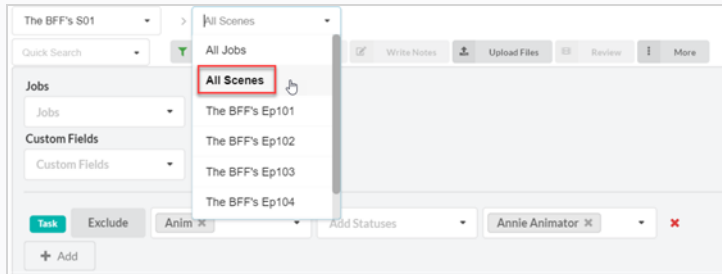 The BFF's S01 > All Scenes
Quick Search Write Notes Upload Files Review More
All Jobs
Jobs
All Scenes
Jobs
The BFF's Ep101
Custom Fields
The BFF's Ep102
Custom Fields
The BFF's Ep103
The BFF's Ep104
Task Exclude Anim Add Statuses Annie Animator
+ Add